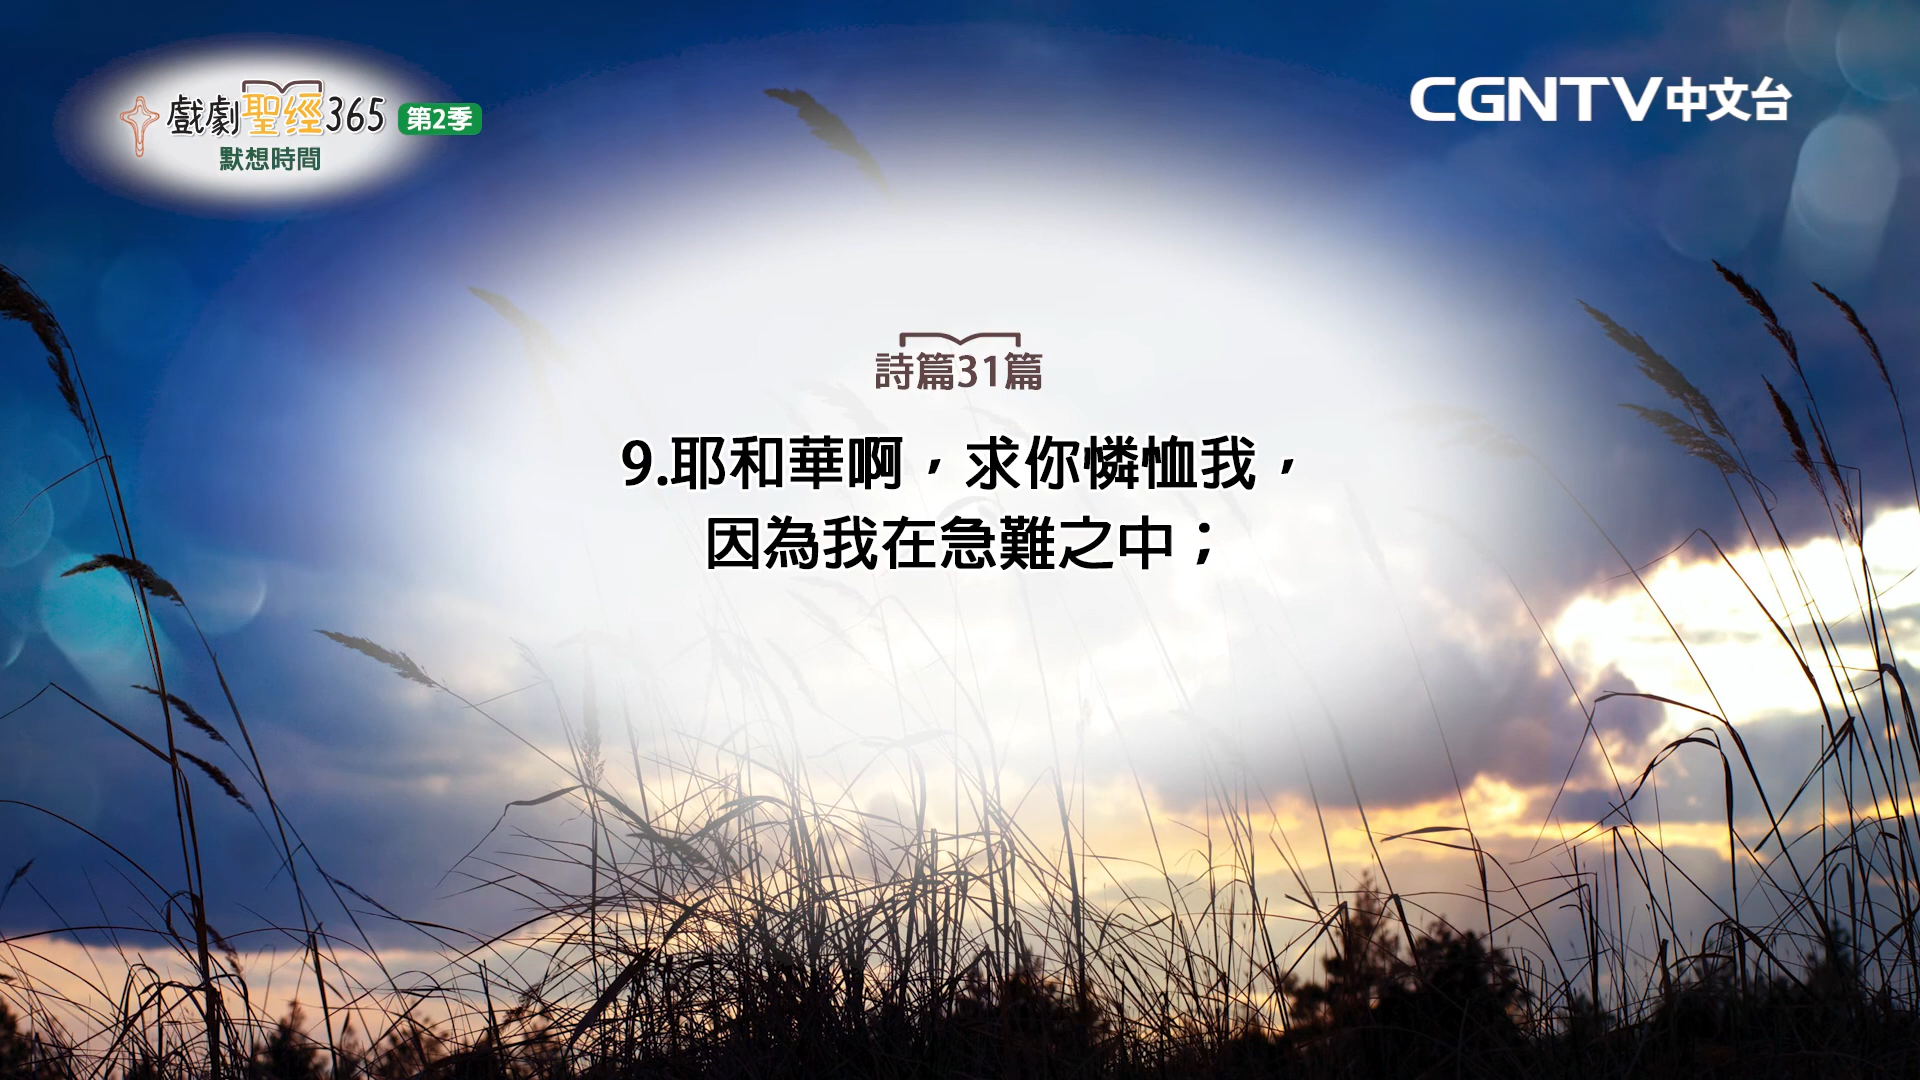 戲劇聖經365 第2季
默想時間
CGNTV中文台
詩篇31篇
9.耶和華啊，求你憐恤我，
因為我在急難之中；